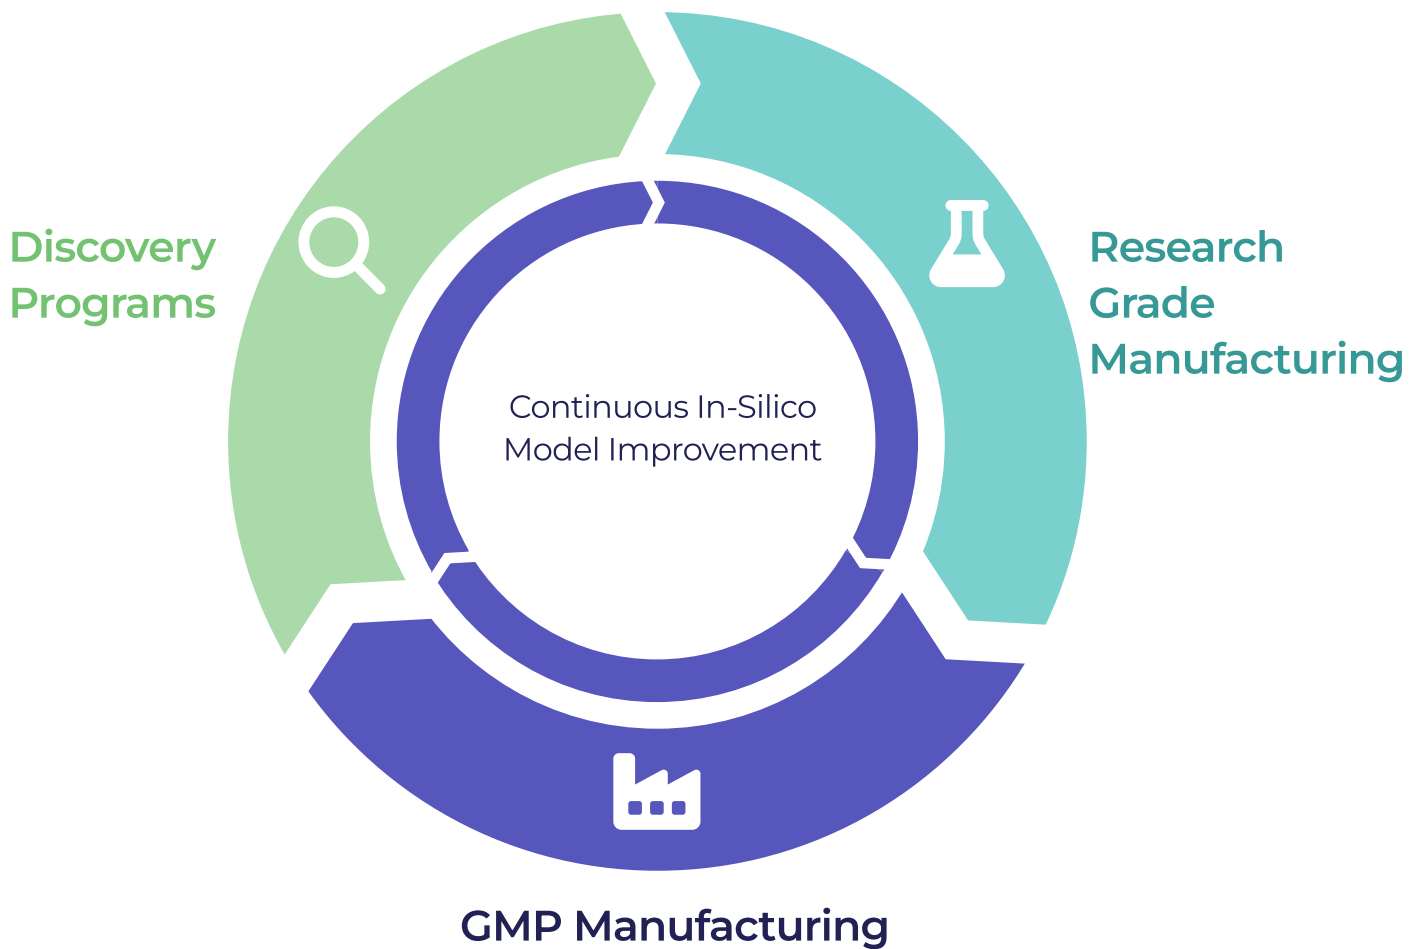 Discovery
Programs
Research
Grade
Manufacturing
Continuous In-Silico
Model Improvement
GMP Manufacturing